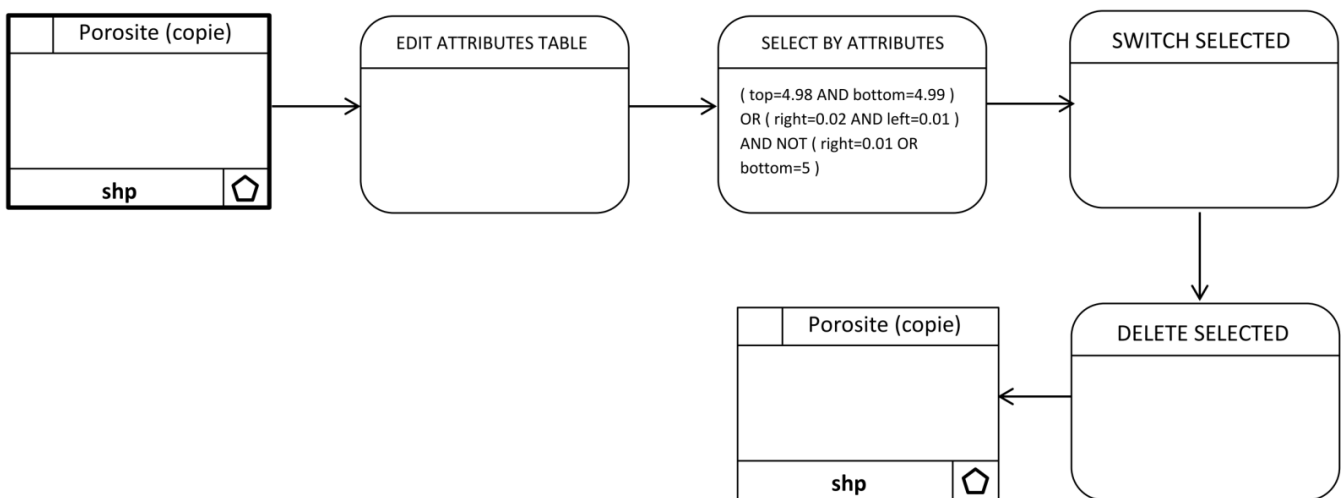 Porosite (copie)
shp
EDIT ATTRIBUTES TABLE
SELECT BY ATTRIBUTES
( top=4.98 AND bottom=4.99 )
OR ( right=0.02 AND left=0.01 )
AND NOT ( right=0.01 OR
bottom=5 )
SWITCH SELECTED
DELETE SELECTED
Porosite (copie)
shp